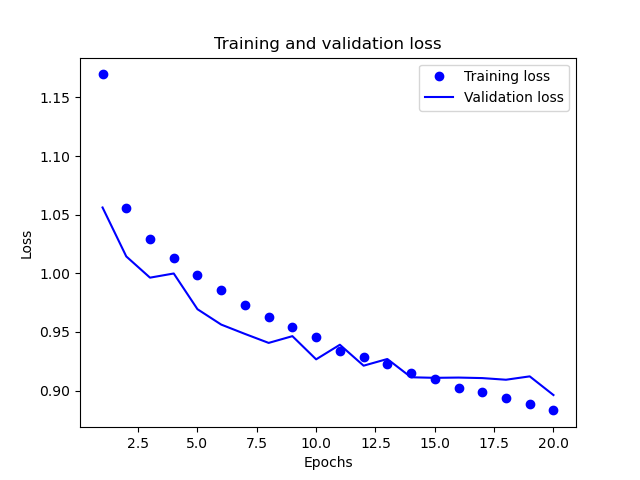 Training and validation loss
Training loss
Validation loss
1.15
1.10
1.05
1.00
0.95
0.90
Loss
2.5 5.0 7.5 10.0 12.5 15.0 17.5 20.0
Epochs